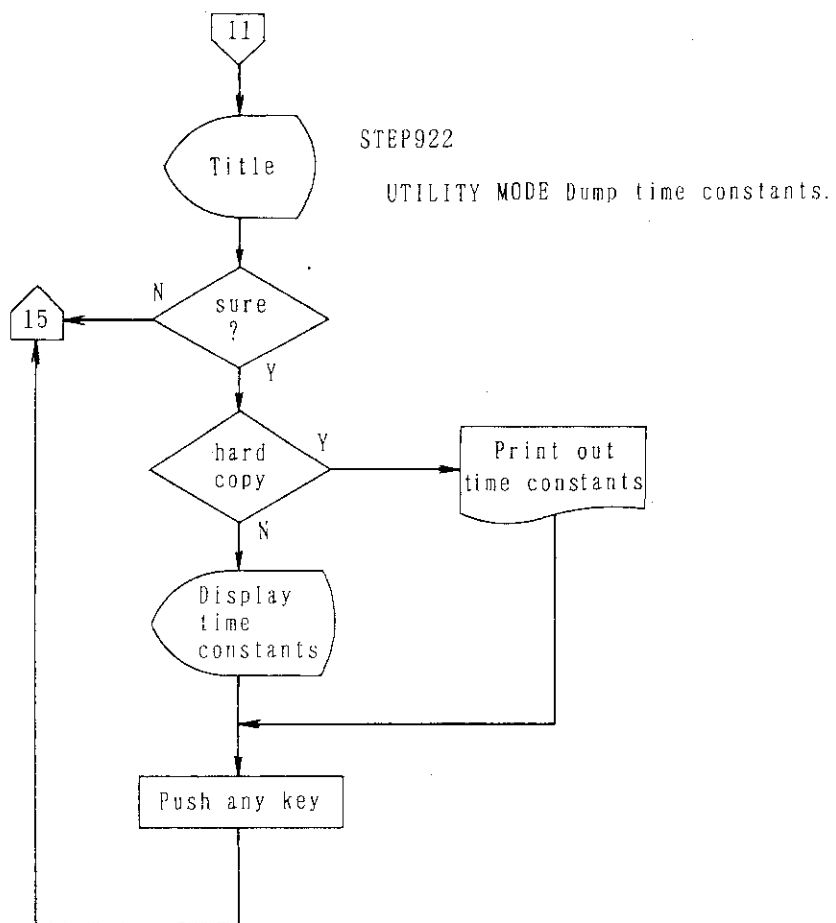 11
Title
STEP922
UTILITY MODE Dump time constants.
N
15
sure
?
Y
hard
copy
Y
Print out
time constants
N
Display
time
constants
Push any key